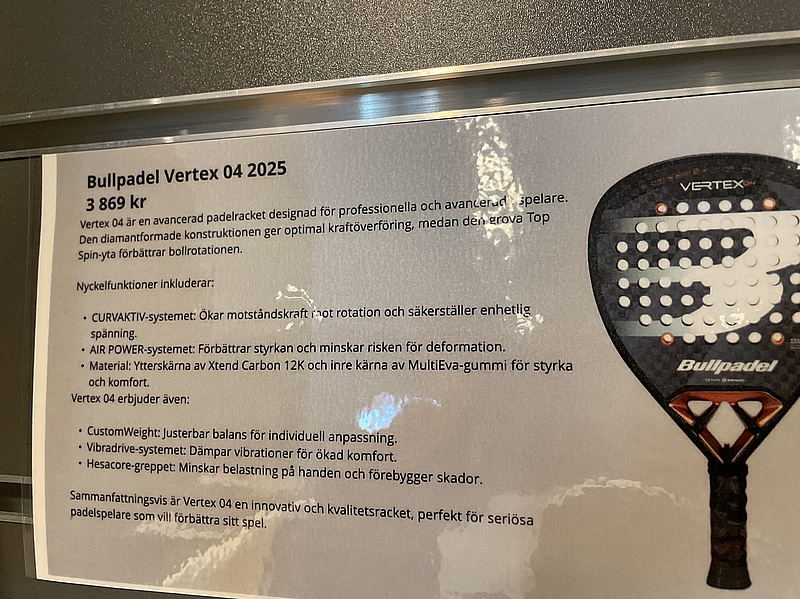 Bullpadel Vertex 04 2025
3 869 kr
Vertex 04 är en avancerad padelracket designad för professionella och avancerade spelare.
Den diamantformade konstruktionen ger optimal kraftöverföring, medan den grova Top
Spin-yta förbättrar bollrotationen.
Nyckelfunktioner inkluderar:
• CURVAKTIV-systemet: Ökar motståndskraft mot rotation och säkerställer enhetlig
spänning.
• AIR POWER-systemet: Förbättrar styrkan och minskar risken för deformation.
• Material: Ytterskärna av Xtend Carbon 12K och inre kärna av MultiEva-gummi för styrka
och komfort.
Vertex 04 erbjuder även:
• CustomWeight: Justerbar balans för individuell anpassning.
• Vibradrive-systemet: Dämpar vibrationer för ökad komfort.
• Hesacore-greppet: Minskar belastning på handen och förebygger skador.
Sammanfattningsvis är Vertex 04 en innovativ och kvalitetsracket, perfekt för seriösa
padelspelare som vill förbättra sitt spel.
VERTEX04
Bullpadel